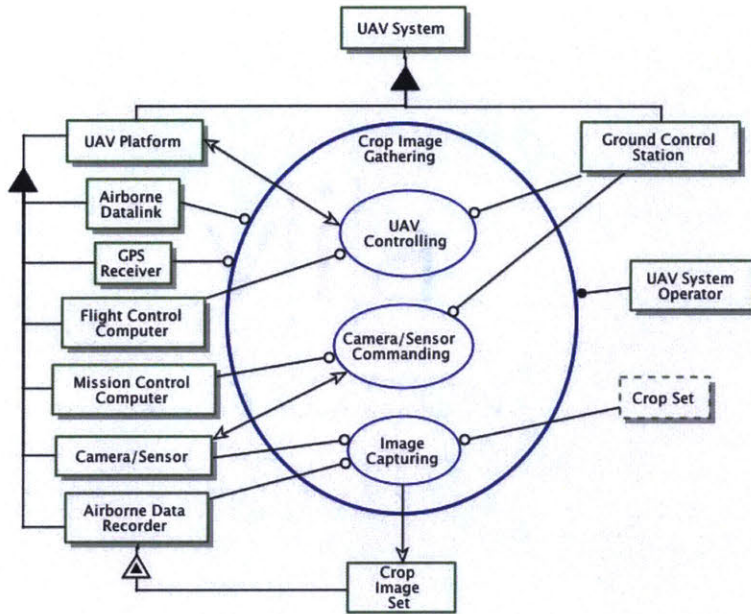 UAV System
UAV Platform
Crop Image
Gathering
Ground Control
Station
Airborne
Datalink
UAV
Controlling
GPS
Receiver
UAV System
Operator
Flight Control
Computer
Camera/Sensor
Commanding
Mission Control
Computer
Crop Set
Camera/Sensor
Image
Capturing
Airborne Data
Recorder
Crop
Image
Set